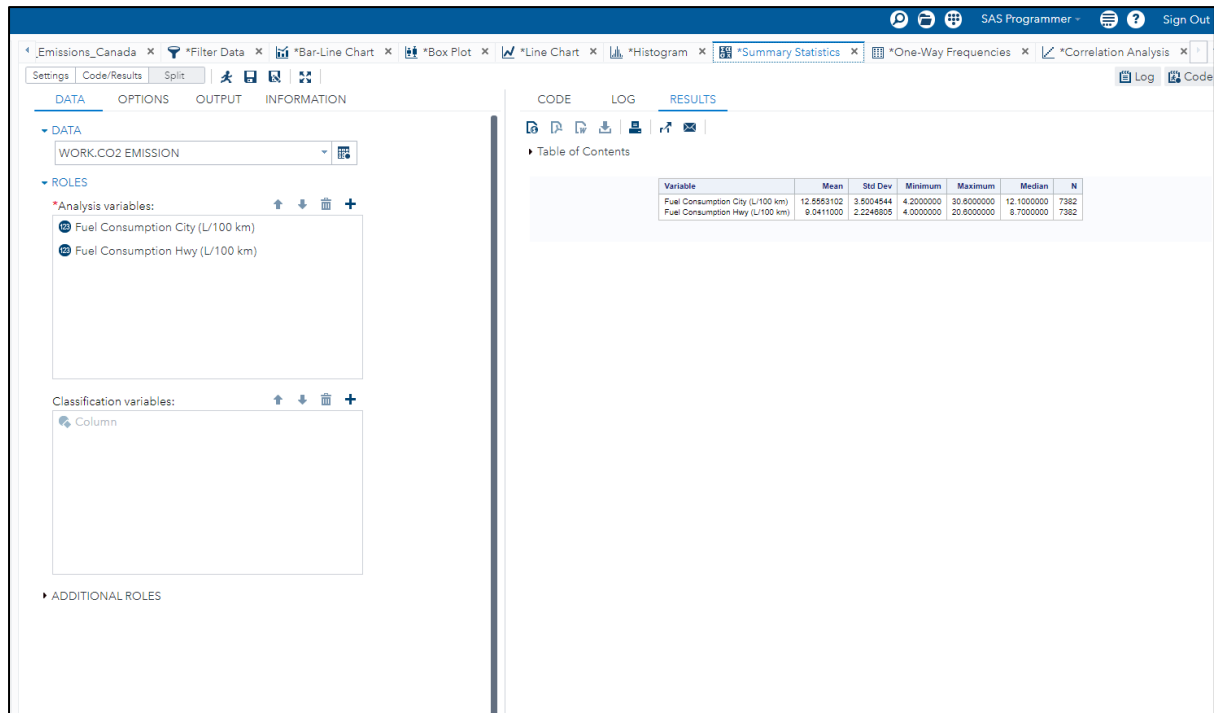 SAS Programmer
Sign Out
_Emissions_Canada
*Filter Data
*Bar-Line Chart
*Box Plot
*Line Chart
*Histogram
*Summary Statistics
*One-Way Frequencies
*Correlation Analysis
Settings Code/Results Split
Log Code
DATA OPTIONS OUTPUT INFORMATION
CODE LOG RESULTS
DATA
WORK.CO2 EMISSION
Table of Contents
ROLES
*Analysis variables:
Fuel Consumption City (L/100 km)
Fuel Consumption Hwy (L/100 km)
Variable Mean Std Dev Minimum Maximum Median N
Fuel Consumption City (L/100 km) 12.5563102 3.5004544 4.2000000 30.6000000 12.1000000 7382
Fuel Consumption Hwy (L/100 km) 9.0411000 2.2246805 4.0000000 20.6000000 8.7000000 7382
Classification variables:
Column
ADDITIONAL ROLES